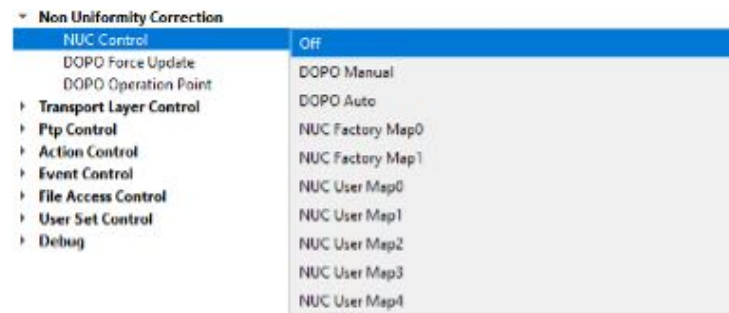 Non Uniformity Correction
NUC Control
Off
DOPO Force Update
DOPO Manual
DOPO Operation Point
DOPO Auto
Transport Layer Control
Ptp Control
NUC Factory Map0
Action Control
NUC Factory Map1
Event Control
NUC User Map0
File Access Control
User Set Control
NUC User Map1
Debug
NUC User Map2
NUC User Map3
NUC User Map4